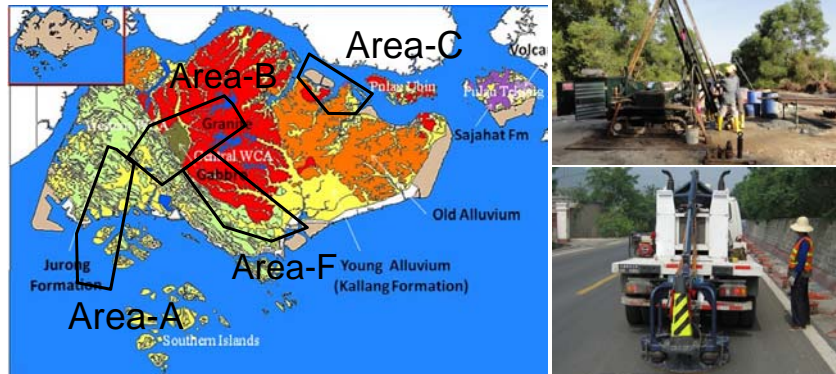 Area-C
Area-B
Volcan
Pulau Ubin
Pulau Tekong
Granite
Sajahat Fm
Central WCA
Gabbro
Old Alluvium
Jurong
Formation
Area-F
Young Alluvium
(Kallang Formation)
Area-A
Southern Islands